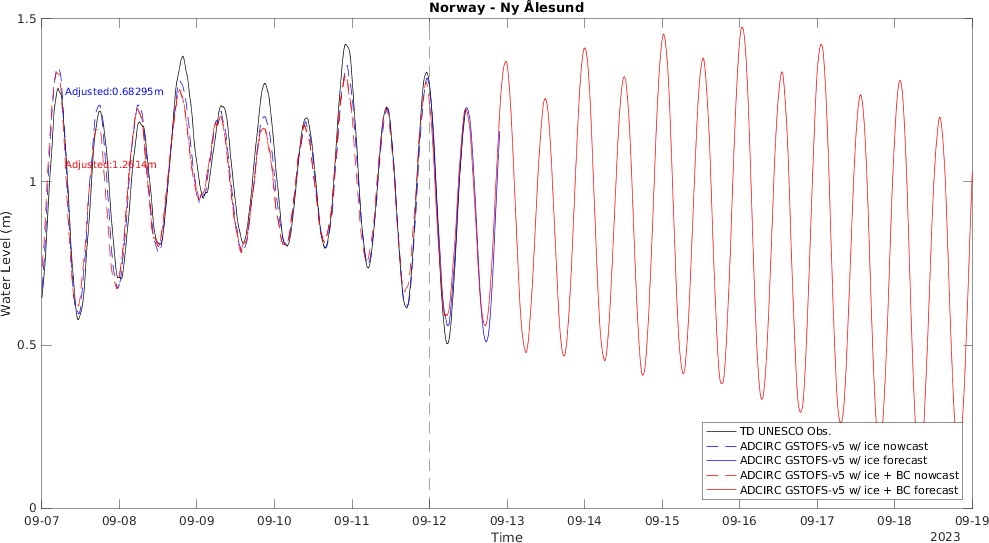 Norway - Ny Ålesund
1.5
1
0.5
0
Water Level (m)
Adjusted:0.68295m
Adjusted:1.2614m
TD UNESCO Obs.
ADCIRC GSTOFS-v5 w/ ice nowcast
ADCIRC GSTOFS-v5 w/ ice forecast
ADCIRC GSTOFS-v5 w/ ice + BC nowcast
ADCIRC GSTOFS-v5 w/ ice + BC forecast
09-07 09-08 09-09 09-10 09-11 09-12 09-13 09-14 09-15 09-16 09-17 09-18 09-19
Time
2023